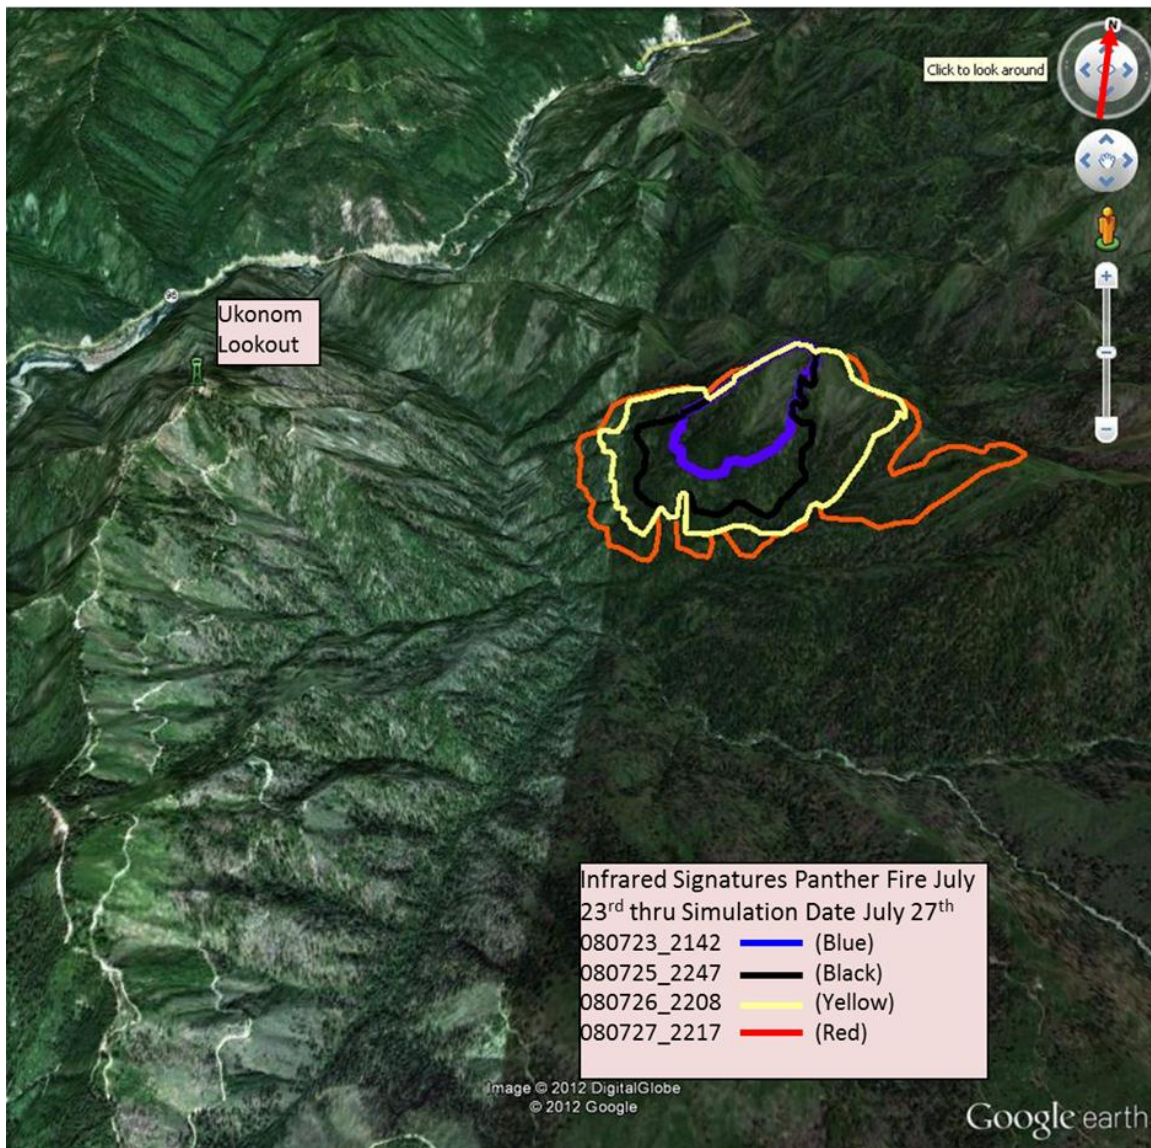 N
Click to look around
Ukonom
Lookout
Infrared Signatures Panther Fire July
23rd thru Simulation Date July 27th
080723_2142 (Blue)
080725_2247 (Black)
080726_2208 (Yellow)
080727_2217 (Red)
Image © 2012 DigitalGlobe
© 2012 Google
Google earth